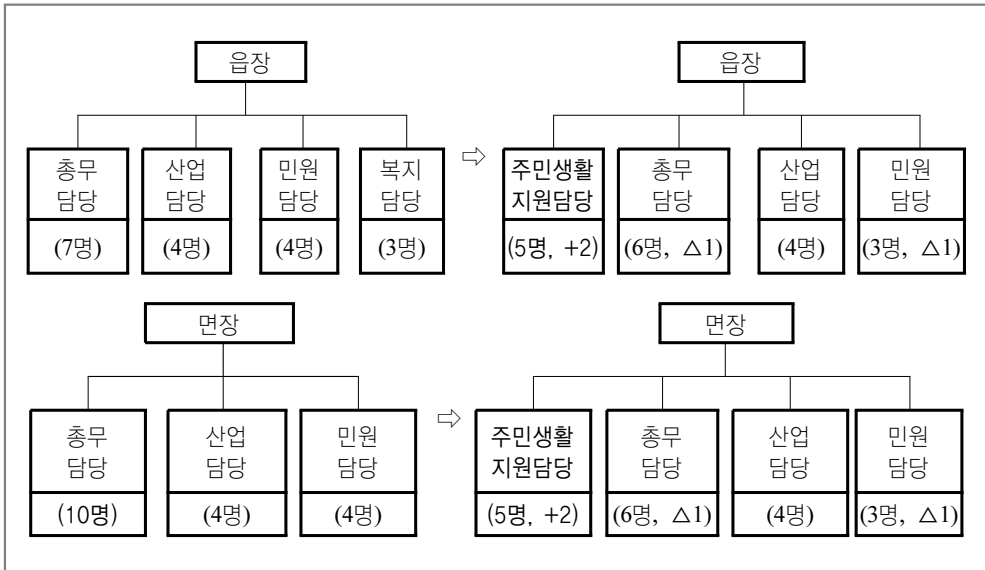 읍장
읍장
총무
담당
산업
담당
민원
담당
복지
담당
⇨
주민생활
지원담당
총무
담당
산업
담당
민원
담당
(7명)
(4명)
(4명)
(3명)
(5명, +2)
(6명, △1)
(4명)
(3명, △1)
면장
면장
총무
담당
산업
담당
민원
담당
⇨
주민생활
지원담당
총무
담당
산업
담당
민원
담당
(10명)
(4명)
(4명)
(5명, +2)
(6명, △1)
(4명)
(3명, △1)